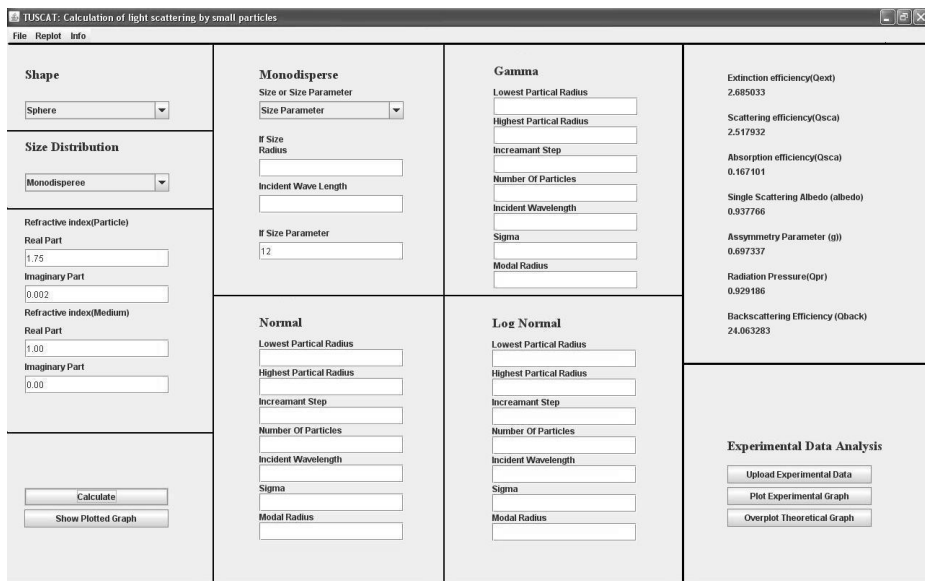 TUSCAT: Calculation of light scattering by small particles
File Replot Info
Shape
Sphere
Size Distribution
Monodisperee
Refractive index(Particle)
Real Part
1.75
Imaginary Part
0.002
Refractive index(Medium)
Real Part
1.00
Imaginary Part
0.00
Calculate
Show Plotted Graph
Monodisperse
Size or Size Parameter
Size Parameter
If Size
Radius
Incident Wave Length
If Size Parameter
12
Normal
Lowest Partical Radius
Highest Partical Radius
Increamant Step
Number Of Particles
Incident Wavelength
Sigma
Modal Radius
Gamma
Lowest Partical Radius
Highest Partical Radius
Increamant Step
Number Of Particles
Incident Wavelength
Sigma
Modal Radius
Log Normal
Lowest Partical Radius
Highest Partical Radius
Increamant Step
Number Of Particles
Incident Wavelength
Sigma
Modal Radius
Extinction efficiency(Qext)
2.685033
Scattering efficiency(Qsca)
2.517932
Absorption efficiency(Qsca)
0.167101
Single Scattering Albedo (albedo)
0.937766
Assymmetry Parameter (g))
0.697337
Radiation Pressure(Qpr)
0.929186
Backscattering Efficiency (Qback)
24.063283
Experimental Data Analysis
Upload Experimental Data
Plot Experimental Graph
Overplot Theoretical Graph